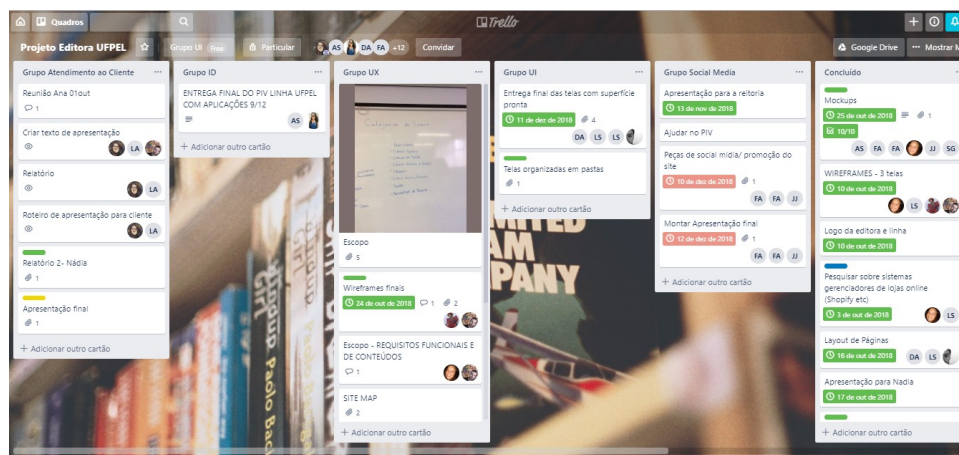 Quadros
Trello
Projeto Editora UFPEL
Grupo UI Free
Particular
AS DA FA +12
Convidar
Google Drive
Mostrar M
Grupo Atendimento ao Cliente
Reunião Ana 01out
1
Criar texto de apresentação
LA
Relatório
LA
Roteiro de apresentação para cliente
LA
Relatório 2- Nádia
1
Apresentação final
1
+ Adicionar outro cartão
Grupo ID
ENTREGA FINAL DO PIV LINHA UFPEL
COM APLICAÇÕES 9/12
AS
+ Adicionar outro cartão
Grupo UX
Escopo
5
Wireframes finais
24 de out de 2018 1 2
Escopo - REQUISITOS FUNCIONAIS E
DE CONTEÚDOS
1
SITE MAP
2
+ Adicionar outro cartão
Grupo UI
Entrega final das telas com superfície
pronta
11 de dez de 2018 4
DA LS LS
Telas organizadas em pastas
1
+ Adicionar outro cartão
Grupo Social Media
Apresentação para a reitoria
13 de nov de 2018
Ajudar no PIV
Peças de social midia/ promoção do
site
10 de dez de 2018 1
FA FA JJ
Montar Apresentação final
12 de dez de 2018 1
FA FA JJ
+ Adicionar outro cartão
Concluído
Mockups
25 de out de 2018 1
10/10
AS FA FA JJ SG
WIREFRAMES - 3 telas
10 de out de 2018
LS
Logo da editora e linha
10 de out de 2018
Pesquisar sobre sistemas
gerenciadores de lojas online
(Shopify etc)
3 de out de 2018
LS
Layout de Páginas
16 de out de 2018
DA LS
Apresentação para Nadia
17 de out de 2018
+ Adicionar outro cartão